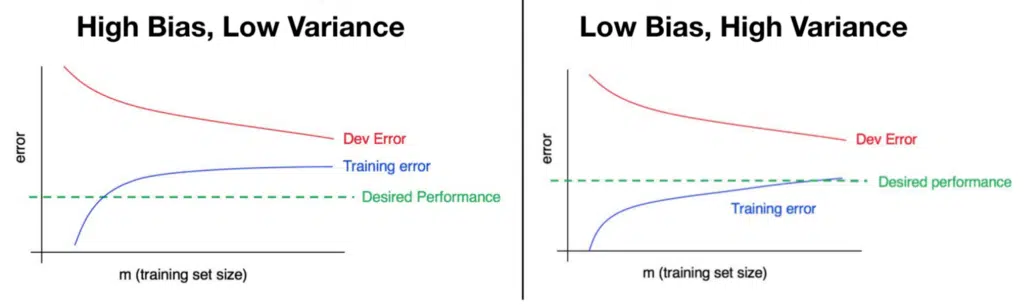 High Bias, Low Variance
error
Dev Error
Training error
Desired Performance
m (training set size)
Low Bias, High Variance
error
Dev Error
Desired performance
Training error
m (training set size)